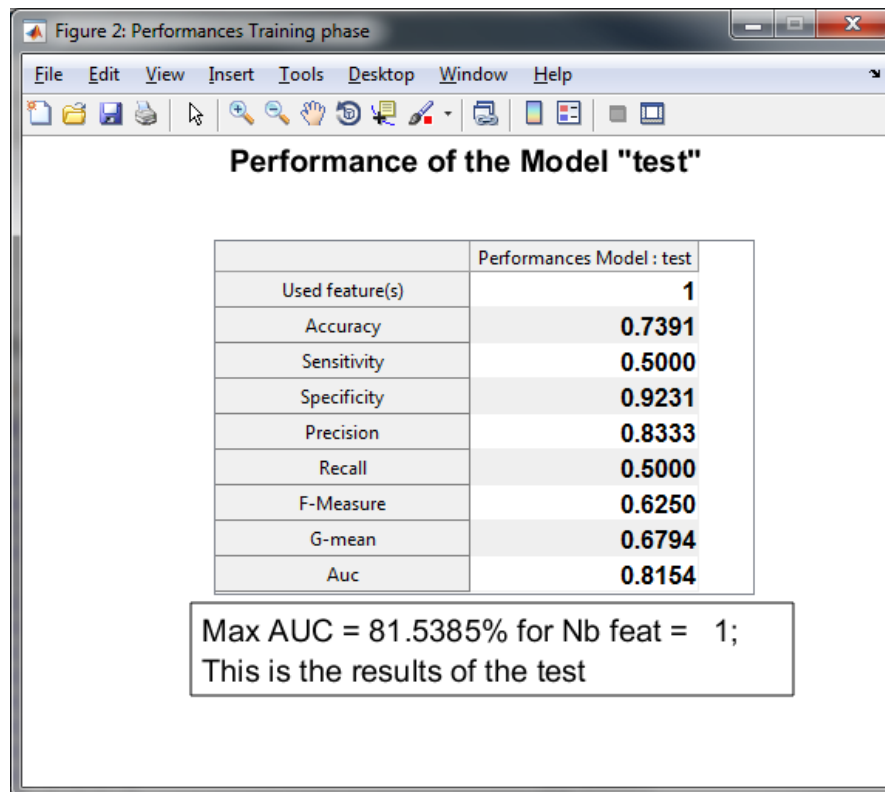 Figure 2: Performances Training phase
File Edit View Insert Tools Desktop Window Help
Performance of the Model "test"
Performances Model : test
Used feature(s) 1
Accuracy 0.7391
Sensitivity 0.5000
Specificity 0.9231
Precision 0.8333
Recall 0.5000
F-Measure 0.6250
G-mean 0.6794
Auc 0.8154
Max AUC = 81.5385% for Nb feat = 1;
This is the results of the test